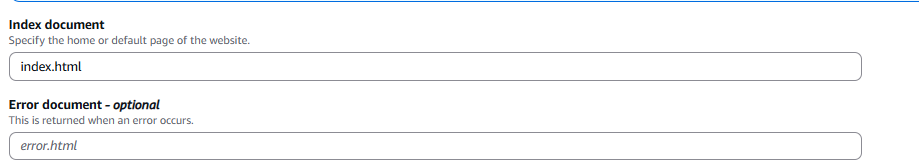 Index document
Specify the home or default page of the website.
index.html
Error document - optional
This is returned when an error occurs.
error.html